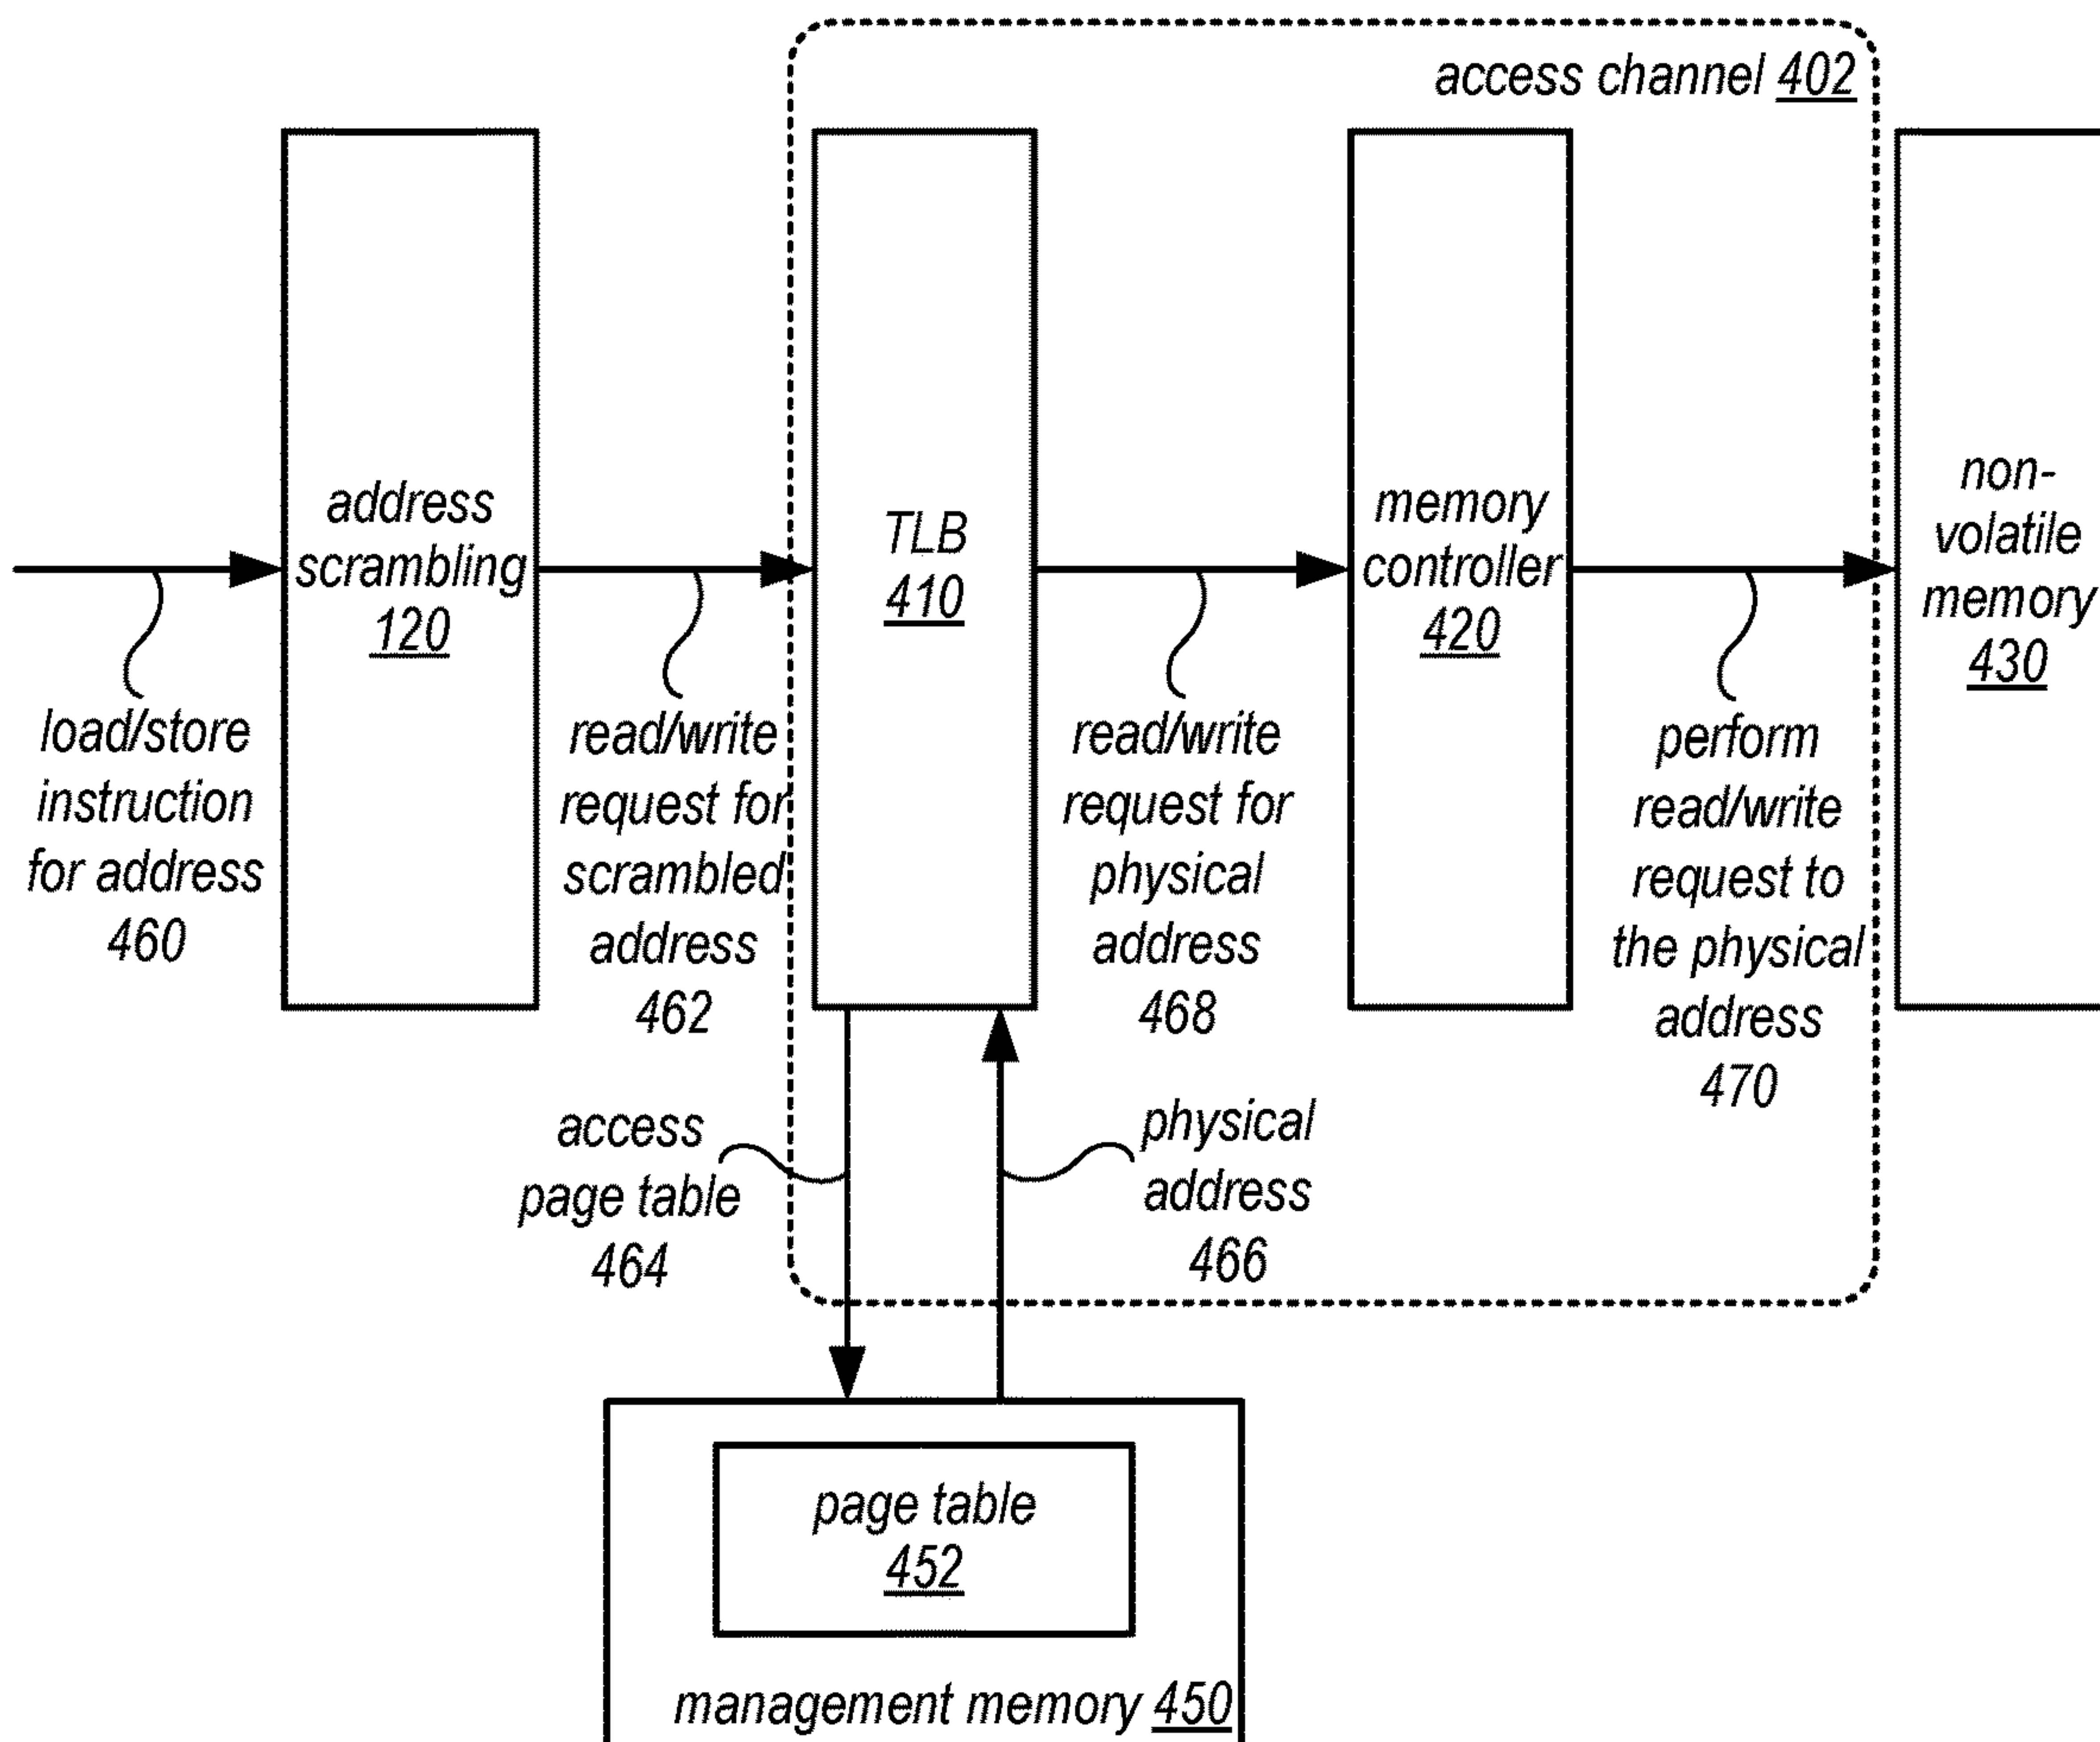 access channel 402
address
scrambling
120
TLB
410
memory
controller
420
non-
volatile
memory
430
load/store
instruction
for address
460
read/write
request for
scrambled
address
462
read/write
request for
physical
address
468
perform
read/write
request to
the physical
address
470
access
page table
464
physical
address
466
page table
452
management memory 450